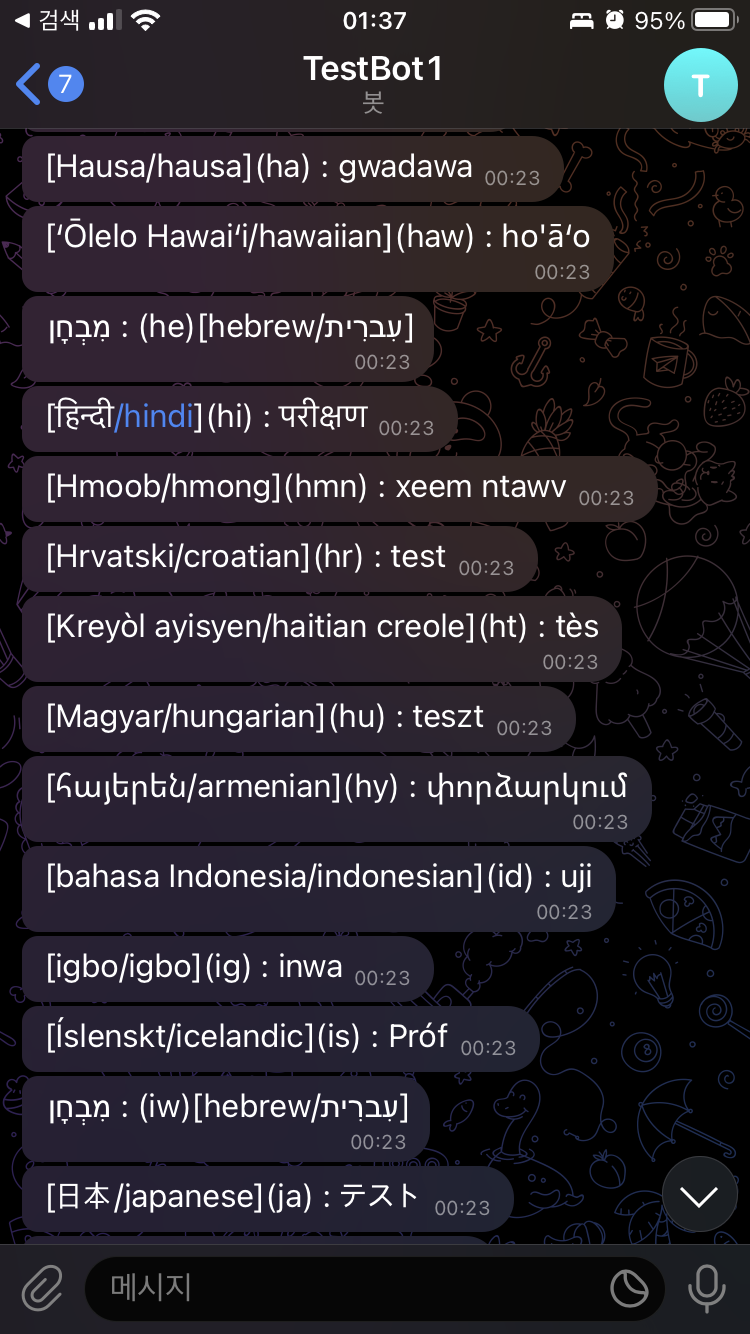 ◀ 검색
01:37
95%
7
TestBot1
봇
T
[Hausa/hausa](ha) : gwadawa 00:23
[ʻŌlelo Hawaiʻi/hawaiian](haw) : ho'āʻo
00:23
[עִברִית/hebrew](he) : מִבְחָן
00:23
[हिन्दी/hindi](hi) : परीक्षण 00:23
[Hmoob/hmong](hmn) : xeem ntawv 00:23
[Hrvatski/croatian](hr) : test 00:23
[Kreyòl ayisyen/haitian creole](ht) : tès
00:23
[Magyar/hungarian](hu) : teszt 00:23
[հայերեն/armenian](hy) : փորձարկում
00:23
[bahasa Indonesia/indonesian](id) : uji
00:23
[igbo/igbo](ig) : inwa 00:23
[Íslenskt/icelandic](is) : Próf 00:23
[עִברִית/hebrew](iw) : מִבְחָן
00:23
[日本/japanese](ja) : テスト 00:23
메시지